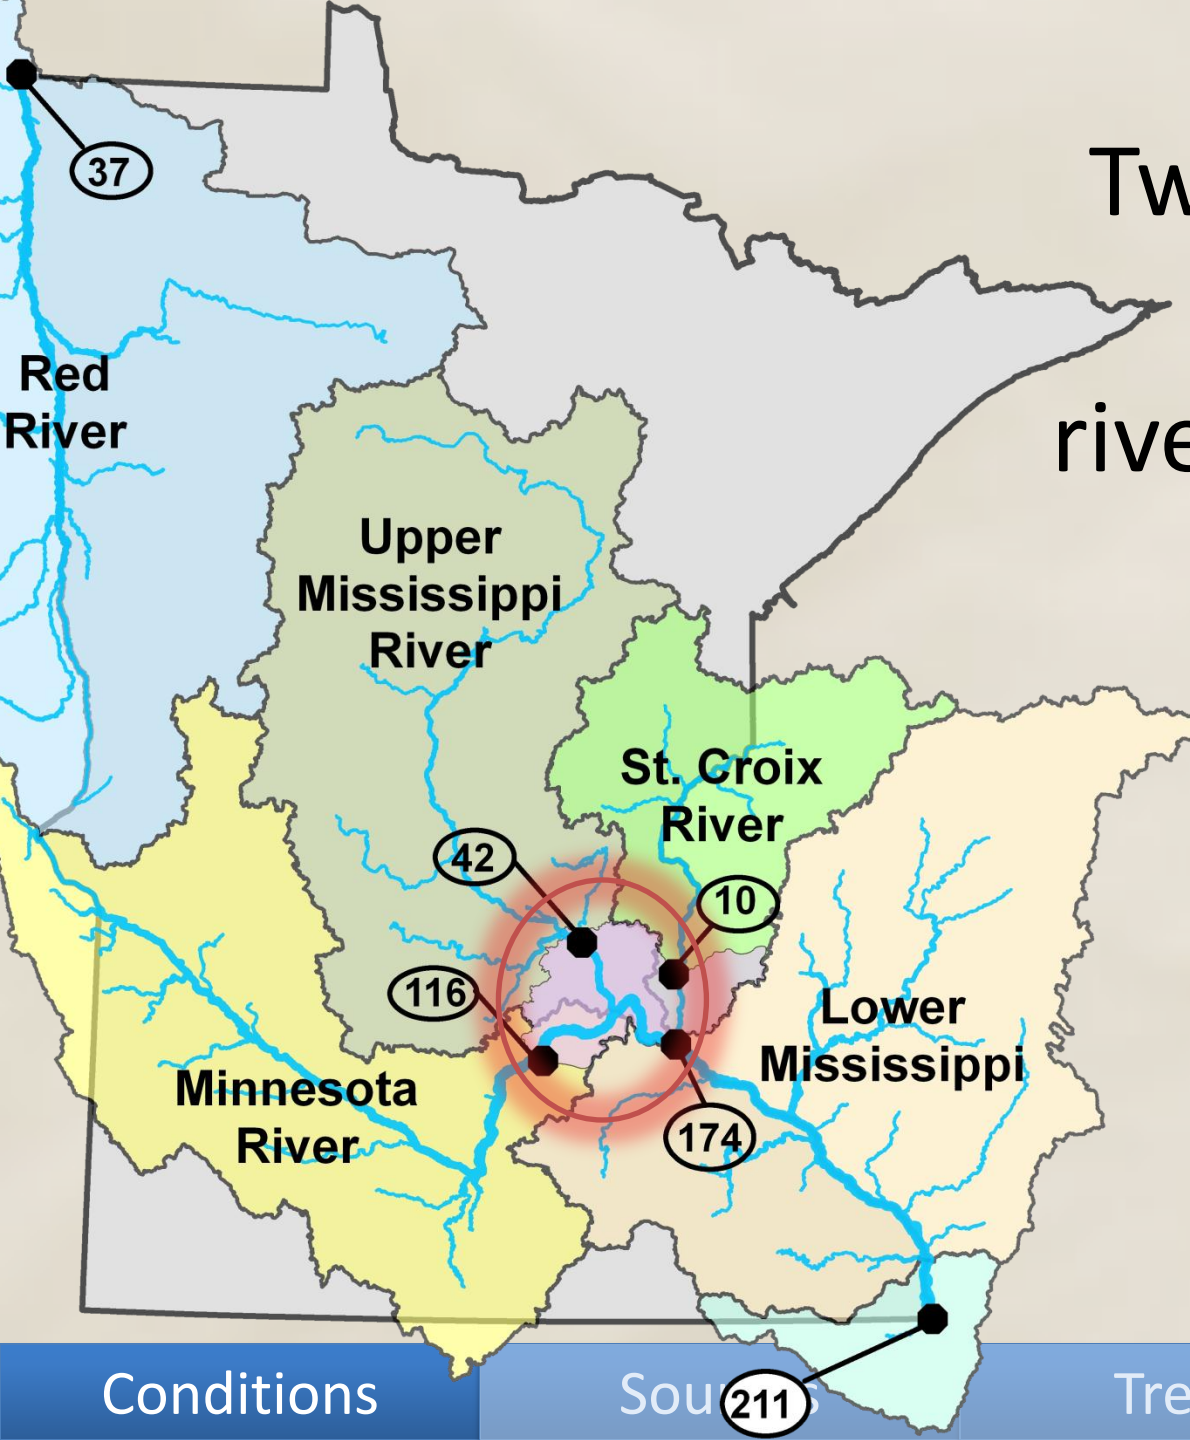 37
Tw
Red
River
rive
Upper
Mississippi
River
St. Croix
River
42
10
116
Lower
Mississippi
Minnesota
River
174
Conditions
211